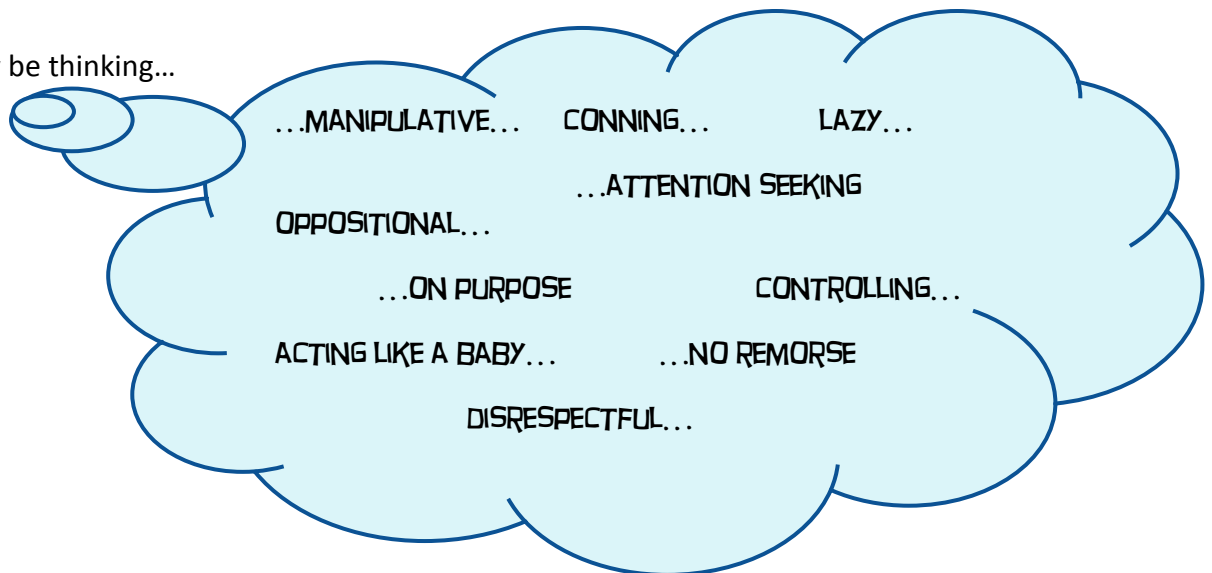 be thinking...
...MANIPULATIVE... CONNING... LAZY...
...ATTENTION SEEKING
OPPOSITIONAL...
...ON PURPOSE CONTROLLING...
ACTING LIKE A BABY... ...NO REMORSE
DISRESPECTFUL...